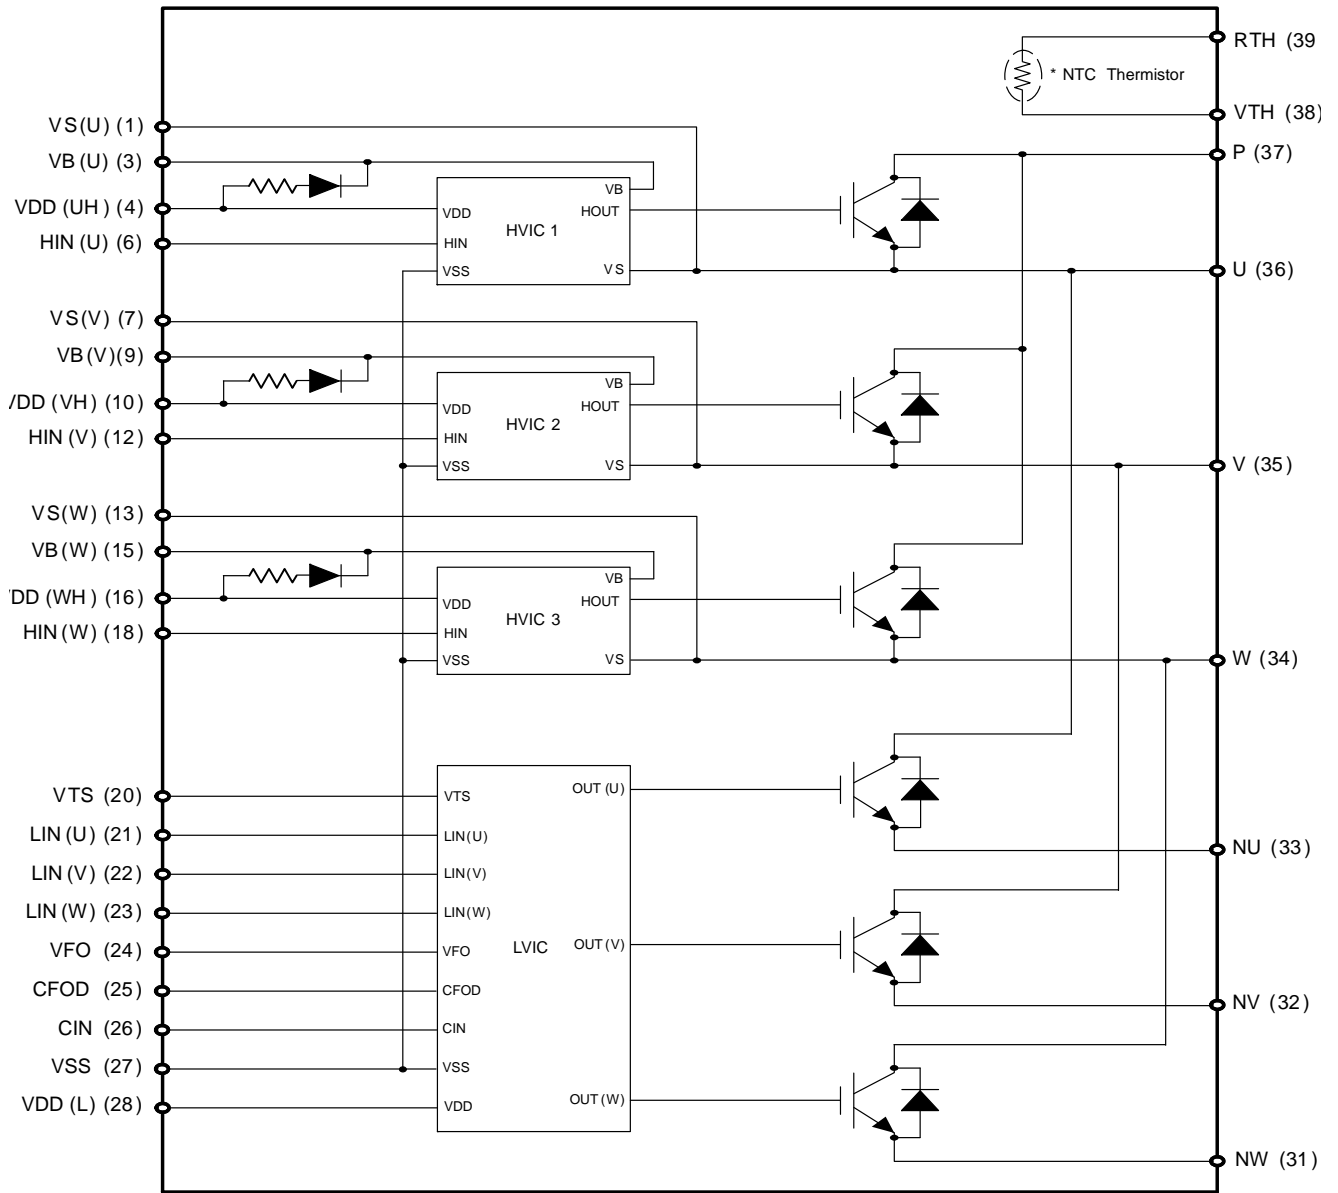 RTH (39
* NTC Thermistor
VTH (38)
P (37)
U (36)
V (35)
W (34)
NU (33)
NV (32)
NW (31)
VS(U) (1)
VB(U) (3)
VDD (UH) (4)
HIN(U) (6)
VS(V) (7)
VB(V)(9)
VDD (VH) (10)
HIN(V) (12)
VS(W) (13)
VB(W) (15)
DD (WH) (16)
HIN(W) (18)
VTS (20)
LIN(U) (21)
LIN(V) (22)
LIN(W) (23)
VFO (24)
CFOD (25)
CIN (26)
VSS (27)
VDD (L) (28)
VB
VDD
HOUT
HVIC 1
HIN
VSS
VS
VB
VDD
HOUT
HVIC 2
HIN
VSS
VS
VB
VDD
HOUT
HVIC 3
HIN
VSS
VS
VTS
OUT(U)
LIN(U)
LIN(V)
LIN(W)
VFO
LVIC
OUT(V)
CFOD
CIN
VSS
VDD
OUT(W)